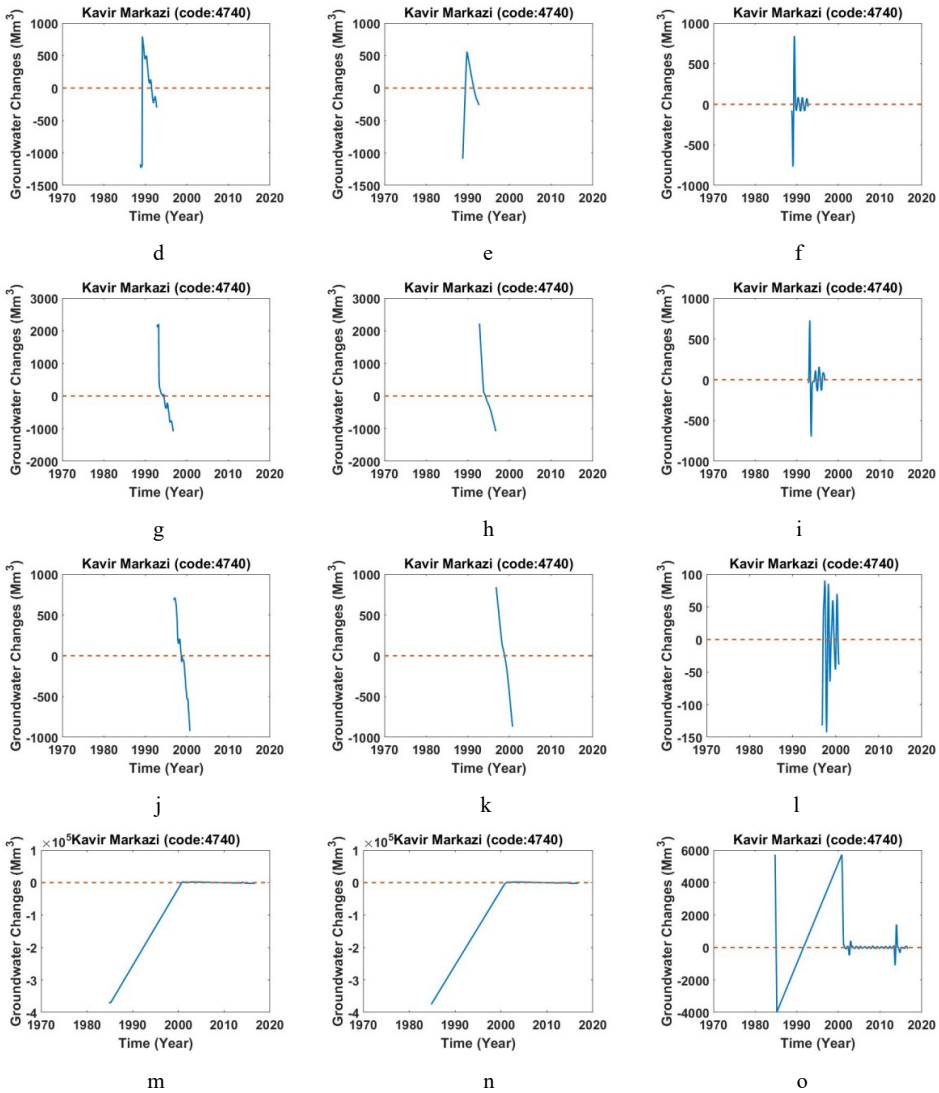 Kavir Markazi (code:4740)
Groundwater Changes (Mm³)
1000
500
0
-500
-1000
-1500
1970 1980 1990 2000 2010 2020
Time (Year)
d
Kavir Markazi (code:4740)
Groundwater Changes (Mm³)
1000
500
0
-500
-1000
-1500
1970 1980 1990 2000 2010 2020
Time (Year)
e
Kavir Markazi (code:4740)
Groundwater Changes (Mm³)
1000
500
0
-500
-1000
1970 1980 1990 2000 2010 2020
Time (Year)
f
Kavir Markazi (code:4740)
Groundwater Changes (Mm³)
3000
2000
1000
0
-1000
-2000
1970 1980 1990 2000 2010 2020
Time (Year)
g
Kavir Markazi (code:4740)
Groundwater Changes (Mm³)
3000
2000
1000
0
-1000
-2000
1970 1980 1990 2000 2010 2020
Time (Year)
h
Kavir Markazi (code:4740)
Groundwater Changes (Mm³)
1000
500
0
-500
-1000
1970 1980 1990 2000 2010 2020
Time (Year)
i
Kavir Markazi (code:4740)
Groundwater Changes (Mm³)
1000
500
0
-500
-1000
1970 1980 1990 2000 2010 2020
Time (Year)
j
Kavir Markazi (code:4740)
Groundwater Changes (Mm³)
1000
500
0
-500
-1000
1970 1980 1990 2000 2010 2020
Time (Year)
k
Kavir Markazi (code:4740)
Groundwater Changes (Mm³)
100
50
0
-50
-100
-150
1970 1980 1990 2000 2010 2020
Time (Year)
l
×10⁵Kavir Markazi (code:4740)
Groundwater Changes (Mm³)
1
0
-1
-2
-3
-4
1970 1980 1990 2000 2010 2020
Time (Year)
m
×10⁵Kavir Markazi (code:4740)
Groundwater Changes (Mm³)
1
0
-1
-2
-3
-4
1970 1980 1990 2000 2010 2020
Time (Year)
n
Kavir Markazi (code:4740)
Groundwater Changes (Mm³)
6000
4000
2000
0
-2000
-4000
1970 1980 1990 2000 2010 2020
Time (Year)
o